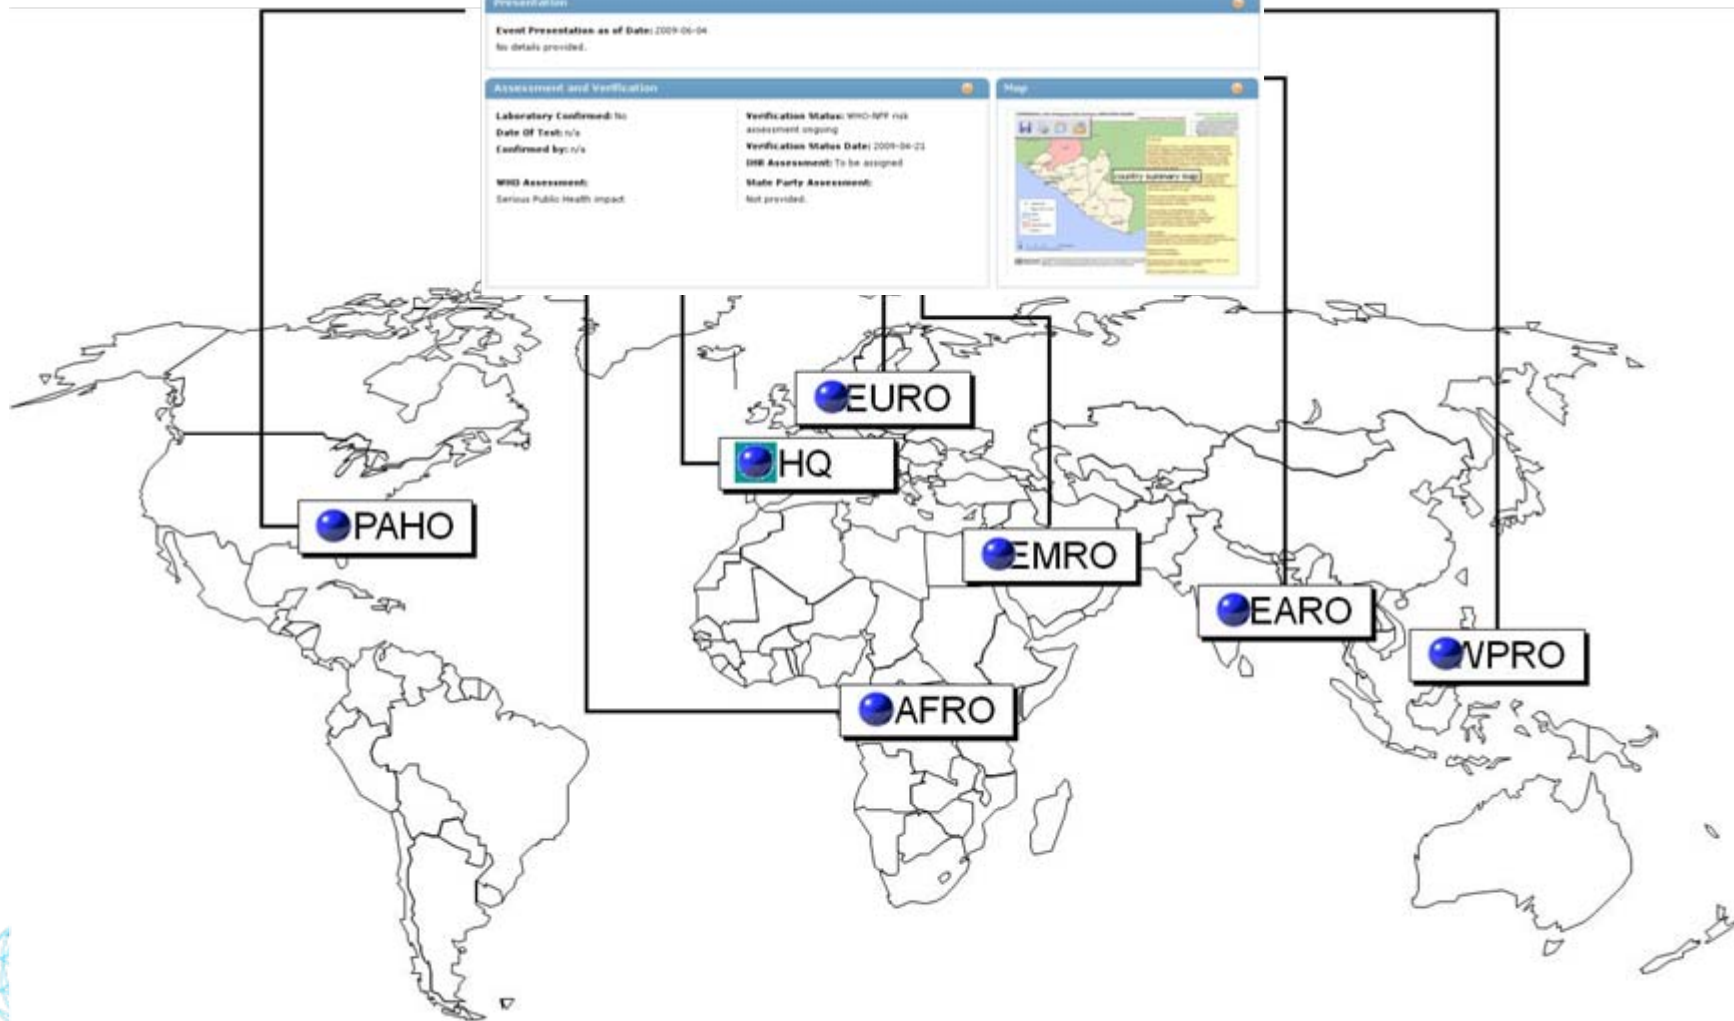 Presentation
Event Presentation as of Date: 2009-06-04
No details provided.
Assessment and Verification
Laboratory Confirmed: No
Date Of Test: n/a
Confirmed by: n/a
WHO Assessment:
Serious Public Health impact
Verification Status: WHO-NFP risk
assessment ongoing
Verification Status Date: 2009-04-21
IHR Assessment: To be assigned
State Party Assessment:
Not provided.
Map
country summary map
EURO
HQ
PAHO
EMRO
EARO
WPRO
AFRO